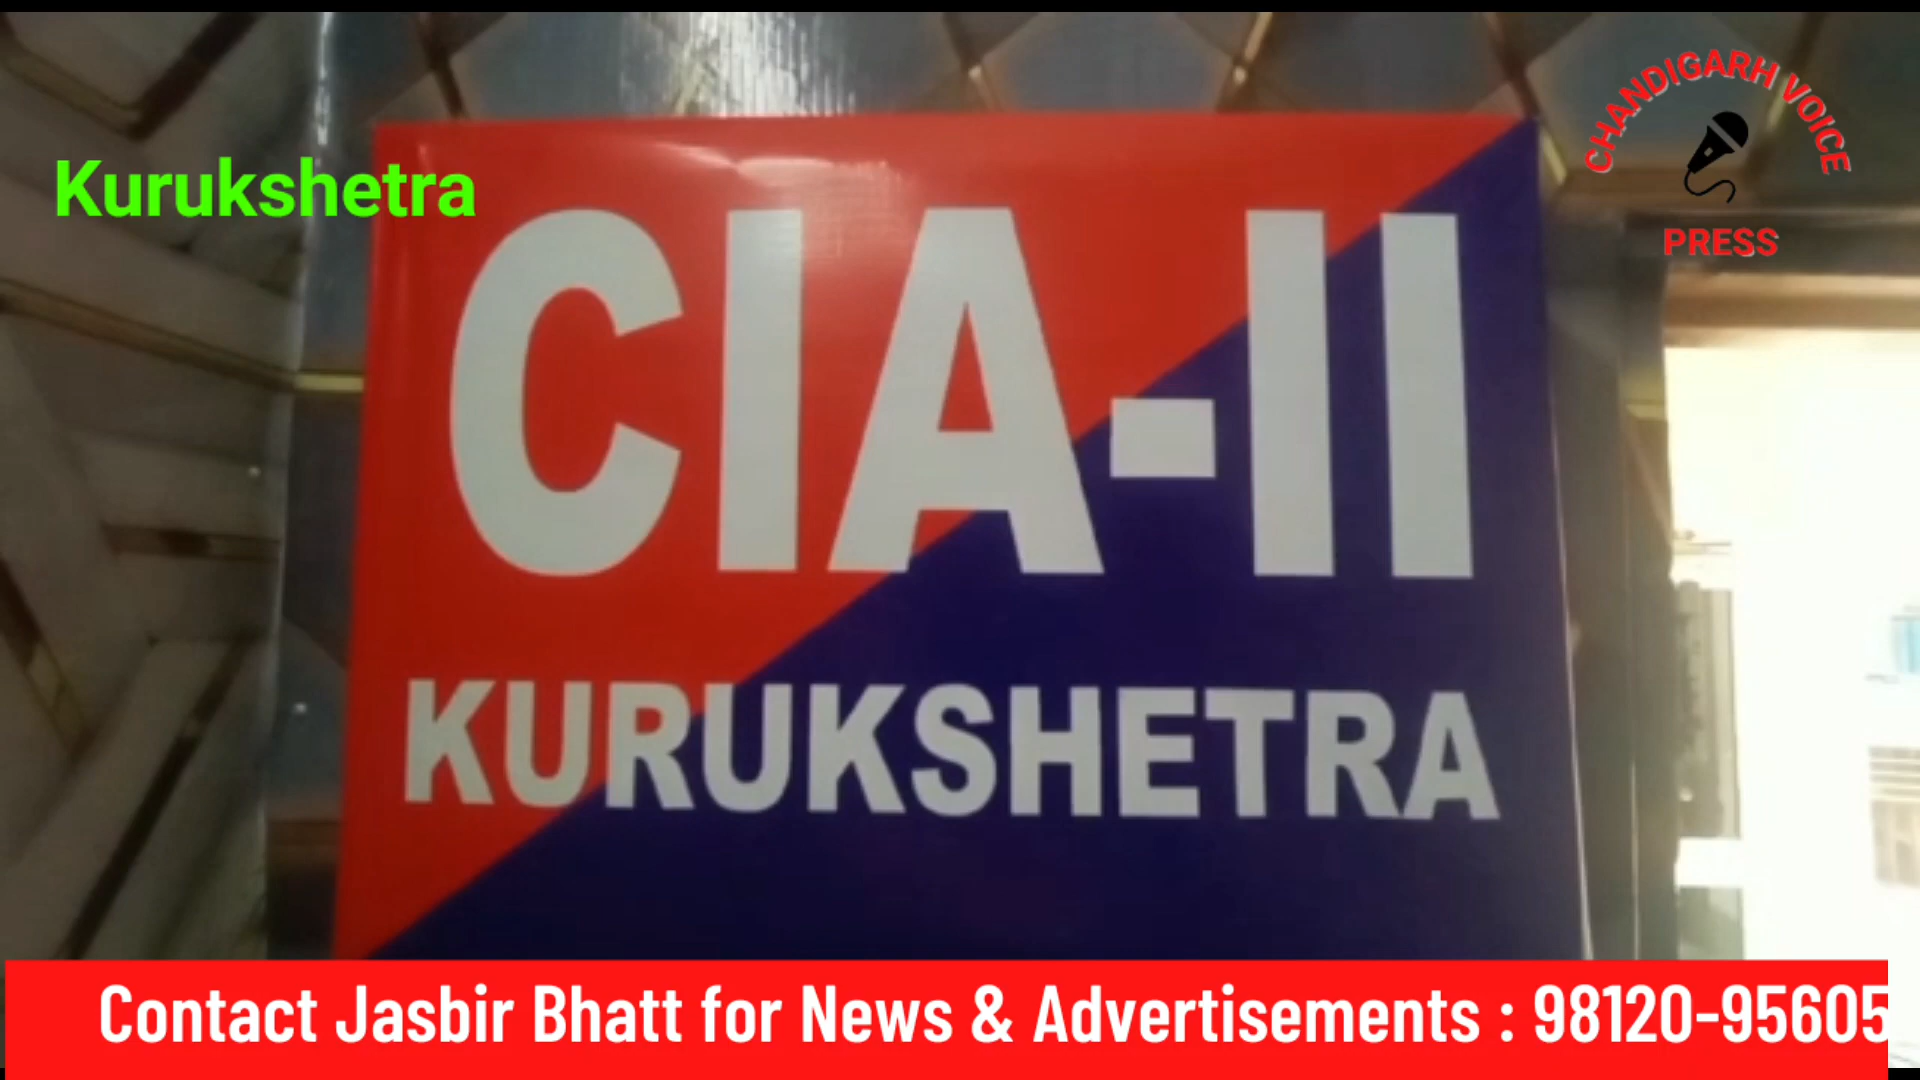 Kurukshetra
CHANDIGARH VOICE
PRESS
CIA-II
KURUKSHETRA
Contact Jasbir Bhatt for News & Advertisements : 98120-95605